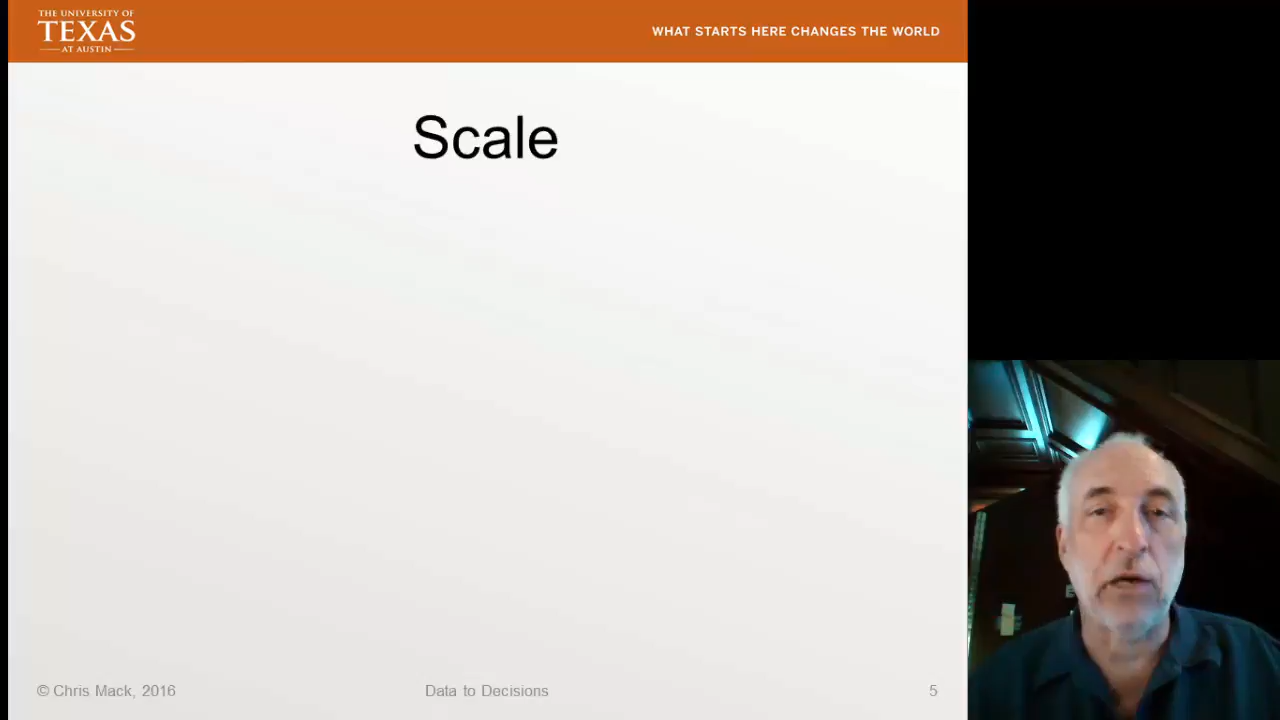 THE UNIVERSITY OF
TEXAS
AT AUSTIN
WHAT STARTS HERE CHANGES THE WORLD
Scale
© Chris Mack, 2016
Data to Decisions
5